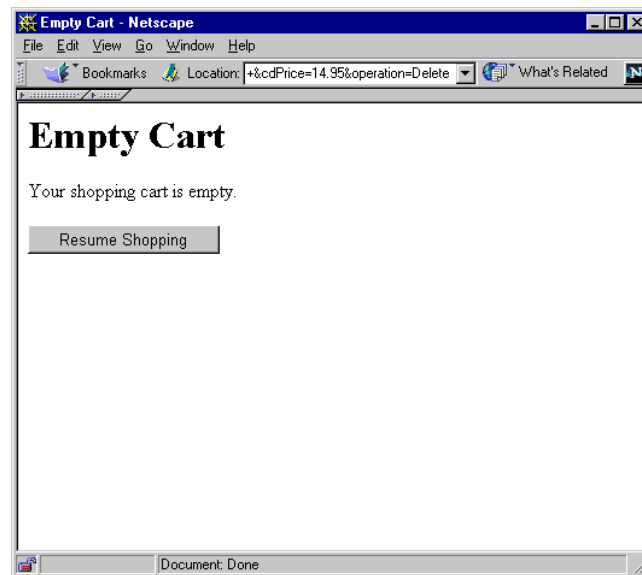 Empty Cart - Netscape
File Edit View Go Window Help
Bookmarks Location: +&cdPrice=14.95&operation=Delete What's Related N
Empty Cart
Your shopping cart is empty.
Resume Shopping
Document: Done